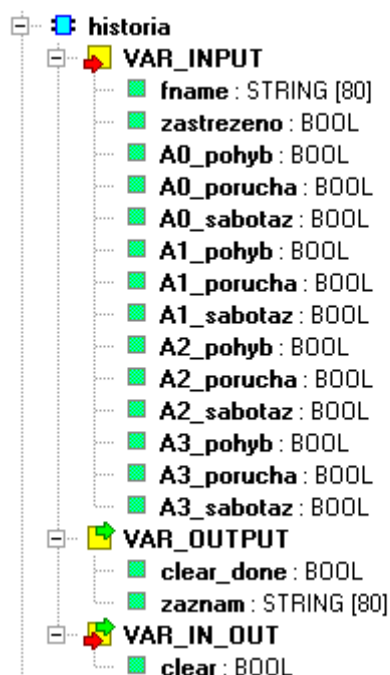 historia
VAR_INPUT
fname : STRING [80]
zastrezeno : BOOL
A0_pohyb : BOOL
A0_porucha : BOOL
A0_sabotaz : BOOL
A1_pohyb : BOOL
A1_porucha : BOOL
A1_sabotaz : BOOL
A2_pohyb : BOOL
A2_porucha : BOOL
A2_sabotaz : BOOL
A3_pohyb : BOOL
A3_porucha : BOOL
A3_sabotaz : BOOL
VAR_OUTPUT
clear_done : BOOL
zaznam : STRING [80]
VAR_IN_OUT
clear : BOOL